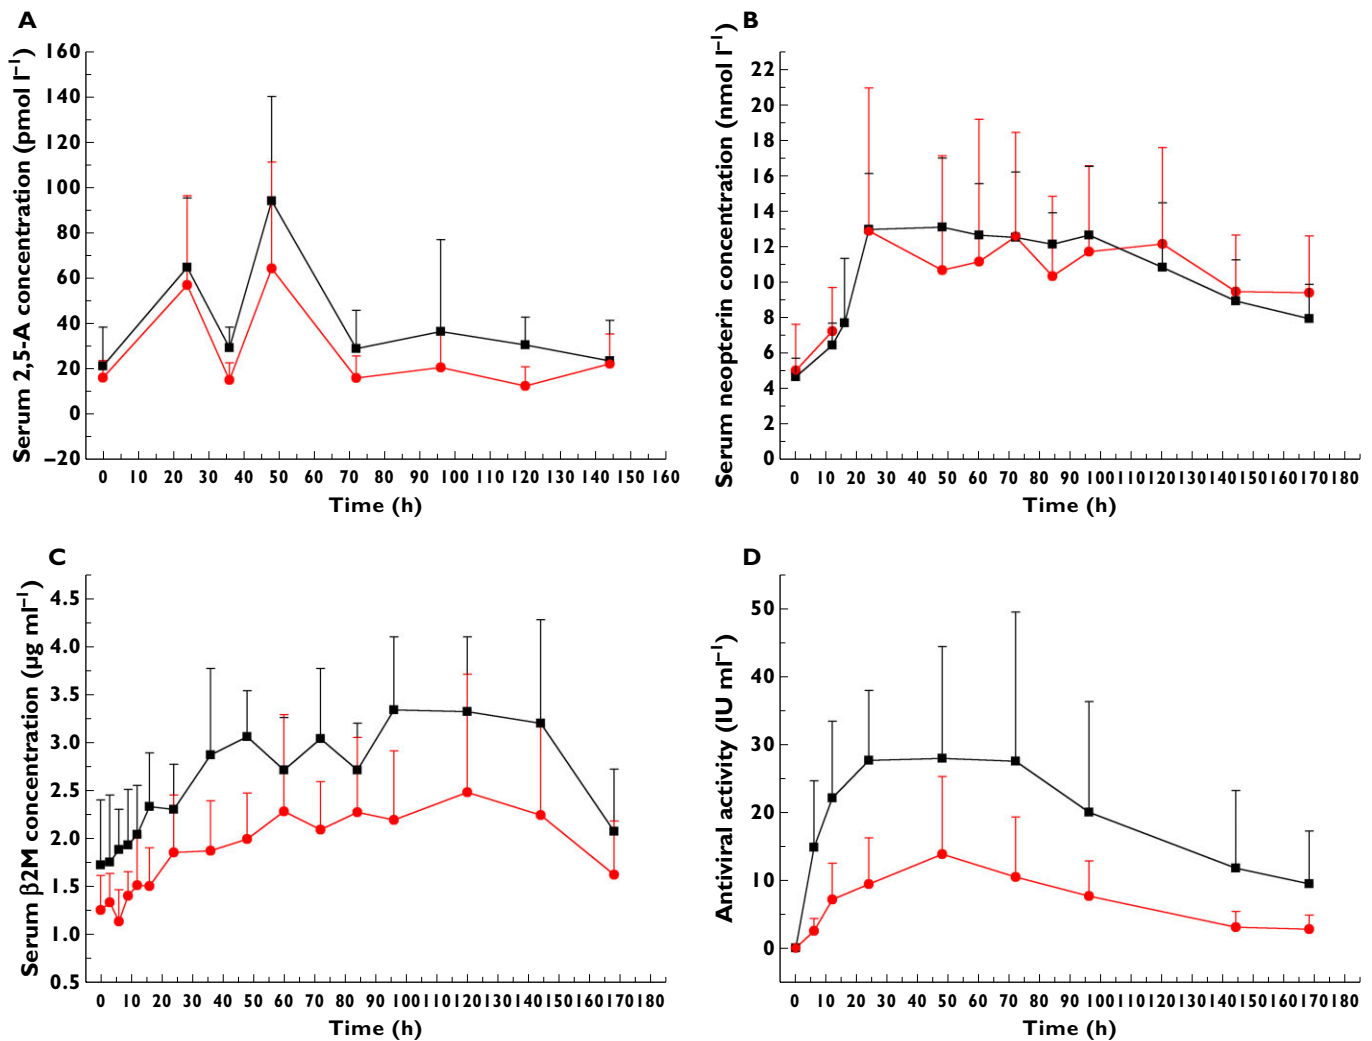 A
Serum 2,5-A concentration (pmol l⁻¹)
160
140
120
100
80
60
40
20
0
–20
0 10 20 30 40 50 60 70 80 90 100 110 120 130 140 150 160
Time (h)
B
Serum neopterin concentration (nmol l⁻¹)
22
20
18
16
14
12
10
8
6
4
2
0
0 10 20 30 40 50 60 70 80 90 100 110 120 130 140 150 160 170 180
Time (h)
C
Serum β2M concentration (µg ml⁻¹)
4.5
4.0
3.5
3.0
2.5
2.0
1.5
1.0
0.5
0 10 20 30 40 50 60 70 80 90 100 110 120 130 140 150 160 170 180
Time (h)
D
Antiviral activity (IU ml⁻¹)
50
40
30
20
10
0
0 10 20 30 40 50 60 70 80 90 100 110 120 130 140 150 160 170 180
Time (h)